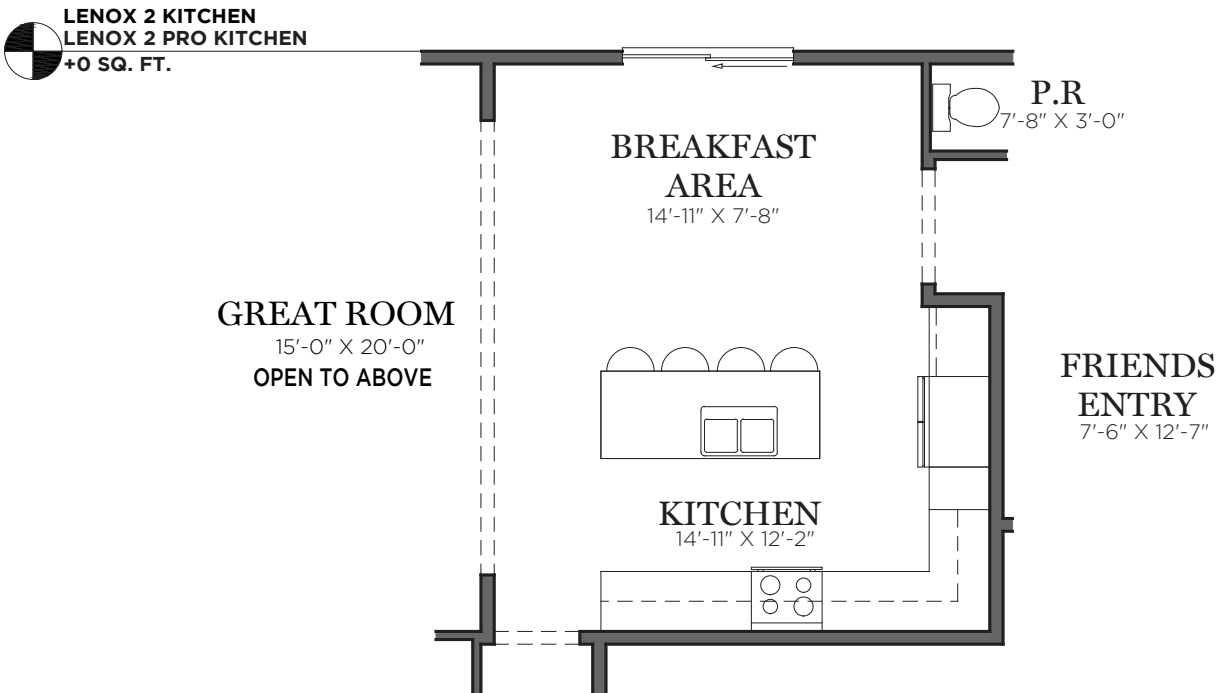 LENOX 2 KITCHEN
LENOX 2 PRO KITCHEN
+0 SQ. FT.
P.R
7'-8" X 3'-0"
BREAKFAST
AREA
14'-11" X 7'-8"
GREAT ROOM
15'-0" X 20'-0"
OPEN TO ABOVE
FRIENDS
ENTRY
7'-6" X 12'-7"
KITCHEN
14'-11" X 12'-2"